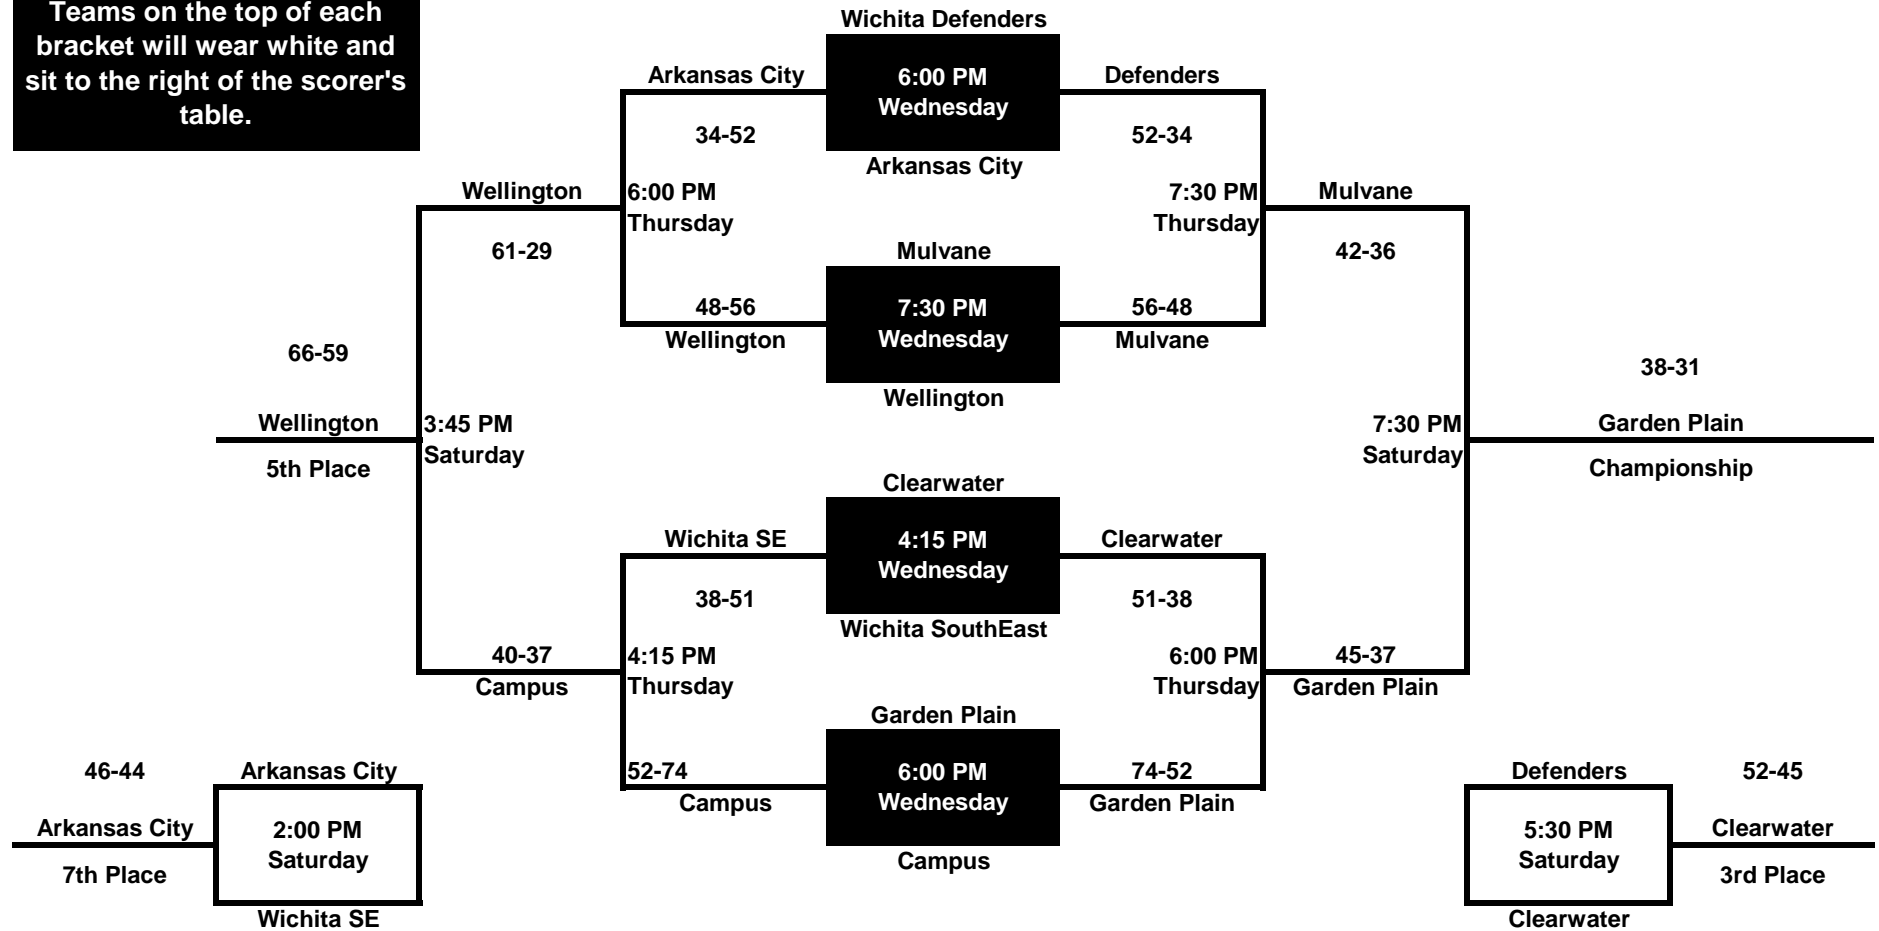 Teams on the top of each
bracket will wear white and
sit to the right of the scorer's
table.
Wichita Defenders
Arkansas City
6:00 PM
Wednesday
Defenders
34-52
52-34
Arkansas City
Wellington
6:00 PM
Thursday
7:30 PM
Thursday
Mulvane
61-29
Mulvane
42-36
48-56
Wellington
7:30 PM
Wednesday
56-48
Mulvane
Wellington
66-59
Wellington
5th Place
3:45 PM
Saturday
7:30 PM
Saturday
38-31
Garden Plain
Championship
Clearwater
Wichita SE
4:15 PM
Wednesday
Clearwater
38-51
51-38
Wichita SouthEast
40-37
Campus
4:15 PM
Thursday
6:00 PM
Thursday
45-37
Garden Plain
Garden Plain
52-74
Campus
6:00 PM
Wednesday
74-52
Garden Plain
Campus
46-44
Arkansas City
Arkansas City
7th Place
2:00 PM
Saturday
Wichita SE
Defenders
52-45
5:30 PM
Saturday
Clearwater
3rd Place
Clearwater